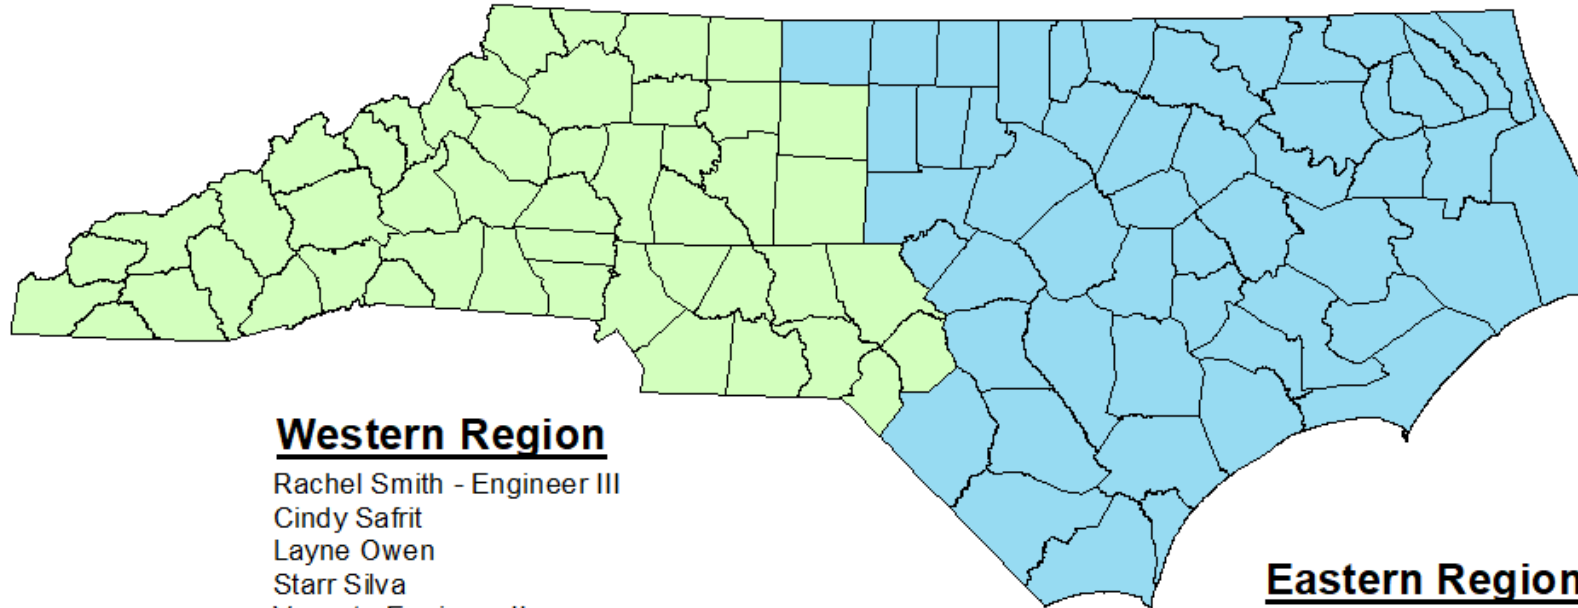 Western Region
Rachel Smith - Engineer III
Cindy Safrit
Layne Owen
Starr Silva
Eastern Region